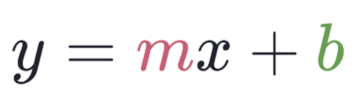 y = mx + b